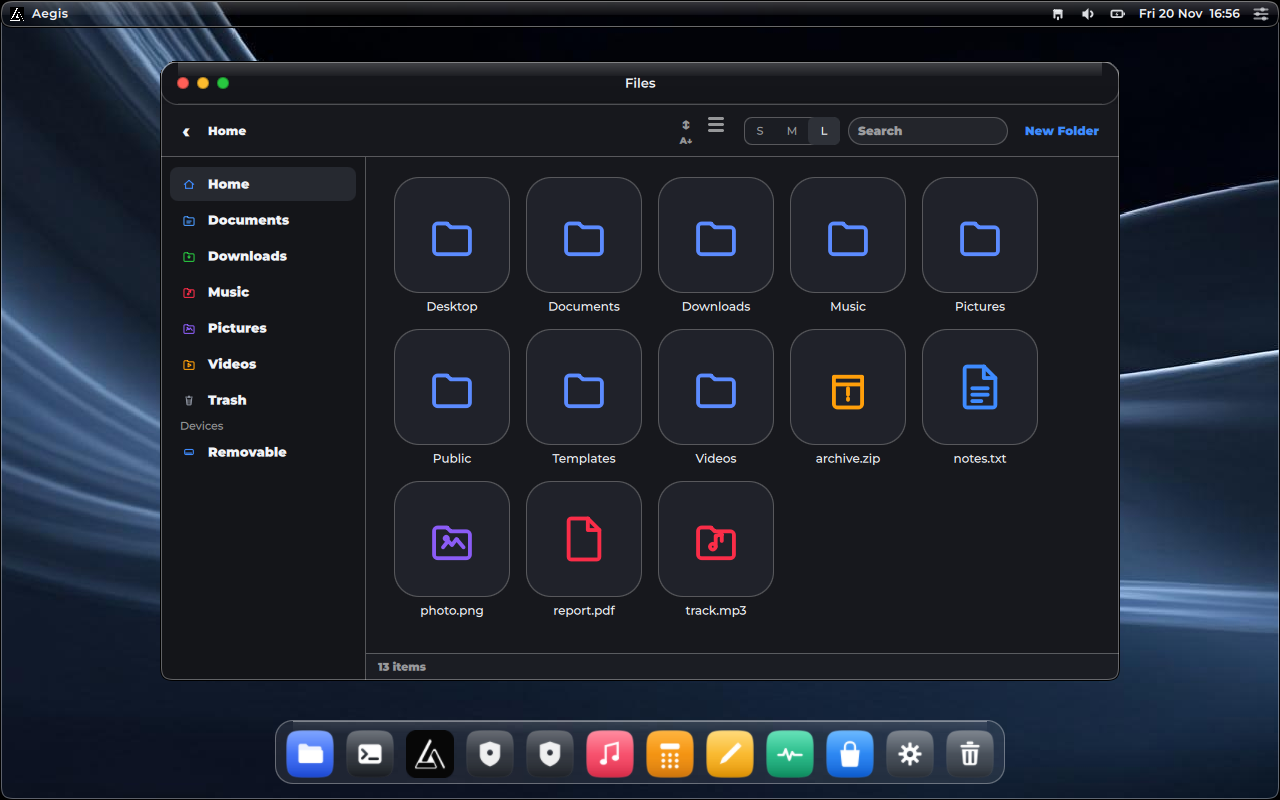 Aegis
Fri 20 Nov 16:56
Files
Home
A+
S M L
Search
New Folder
Home
Documents
Downloads
Music
Pictures
Videos
Trash
Devices
Removable
Desktop Documents Downloads Music Pictures
Public Templates Videos archive.zip notes.txt
photo.png report.pdf track.mp3
13 items